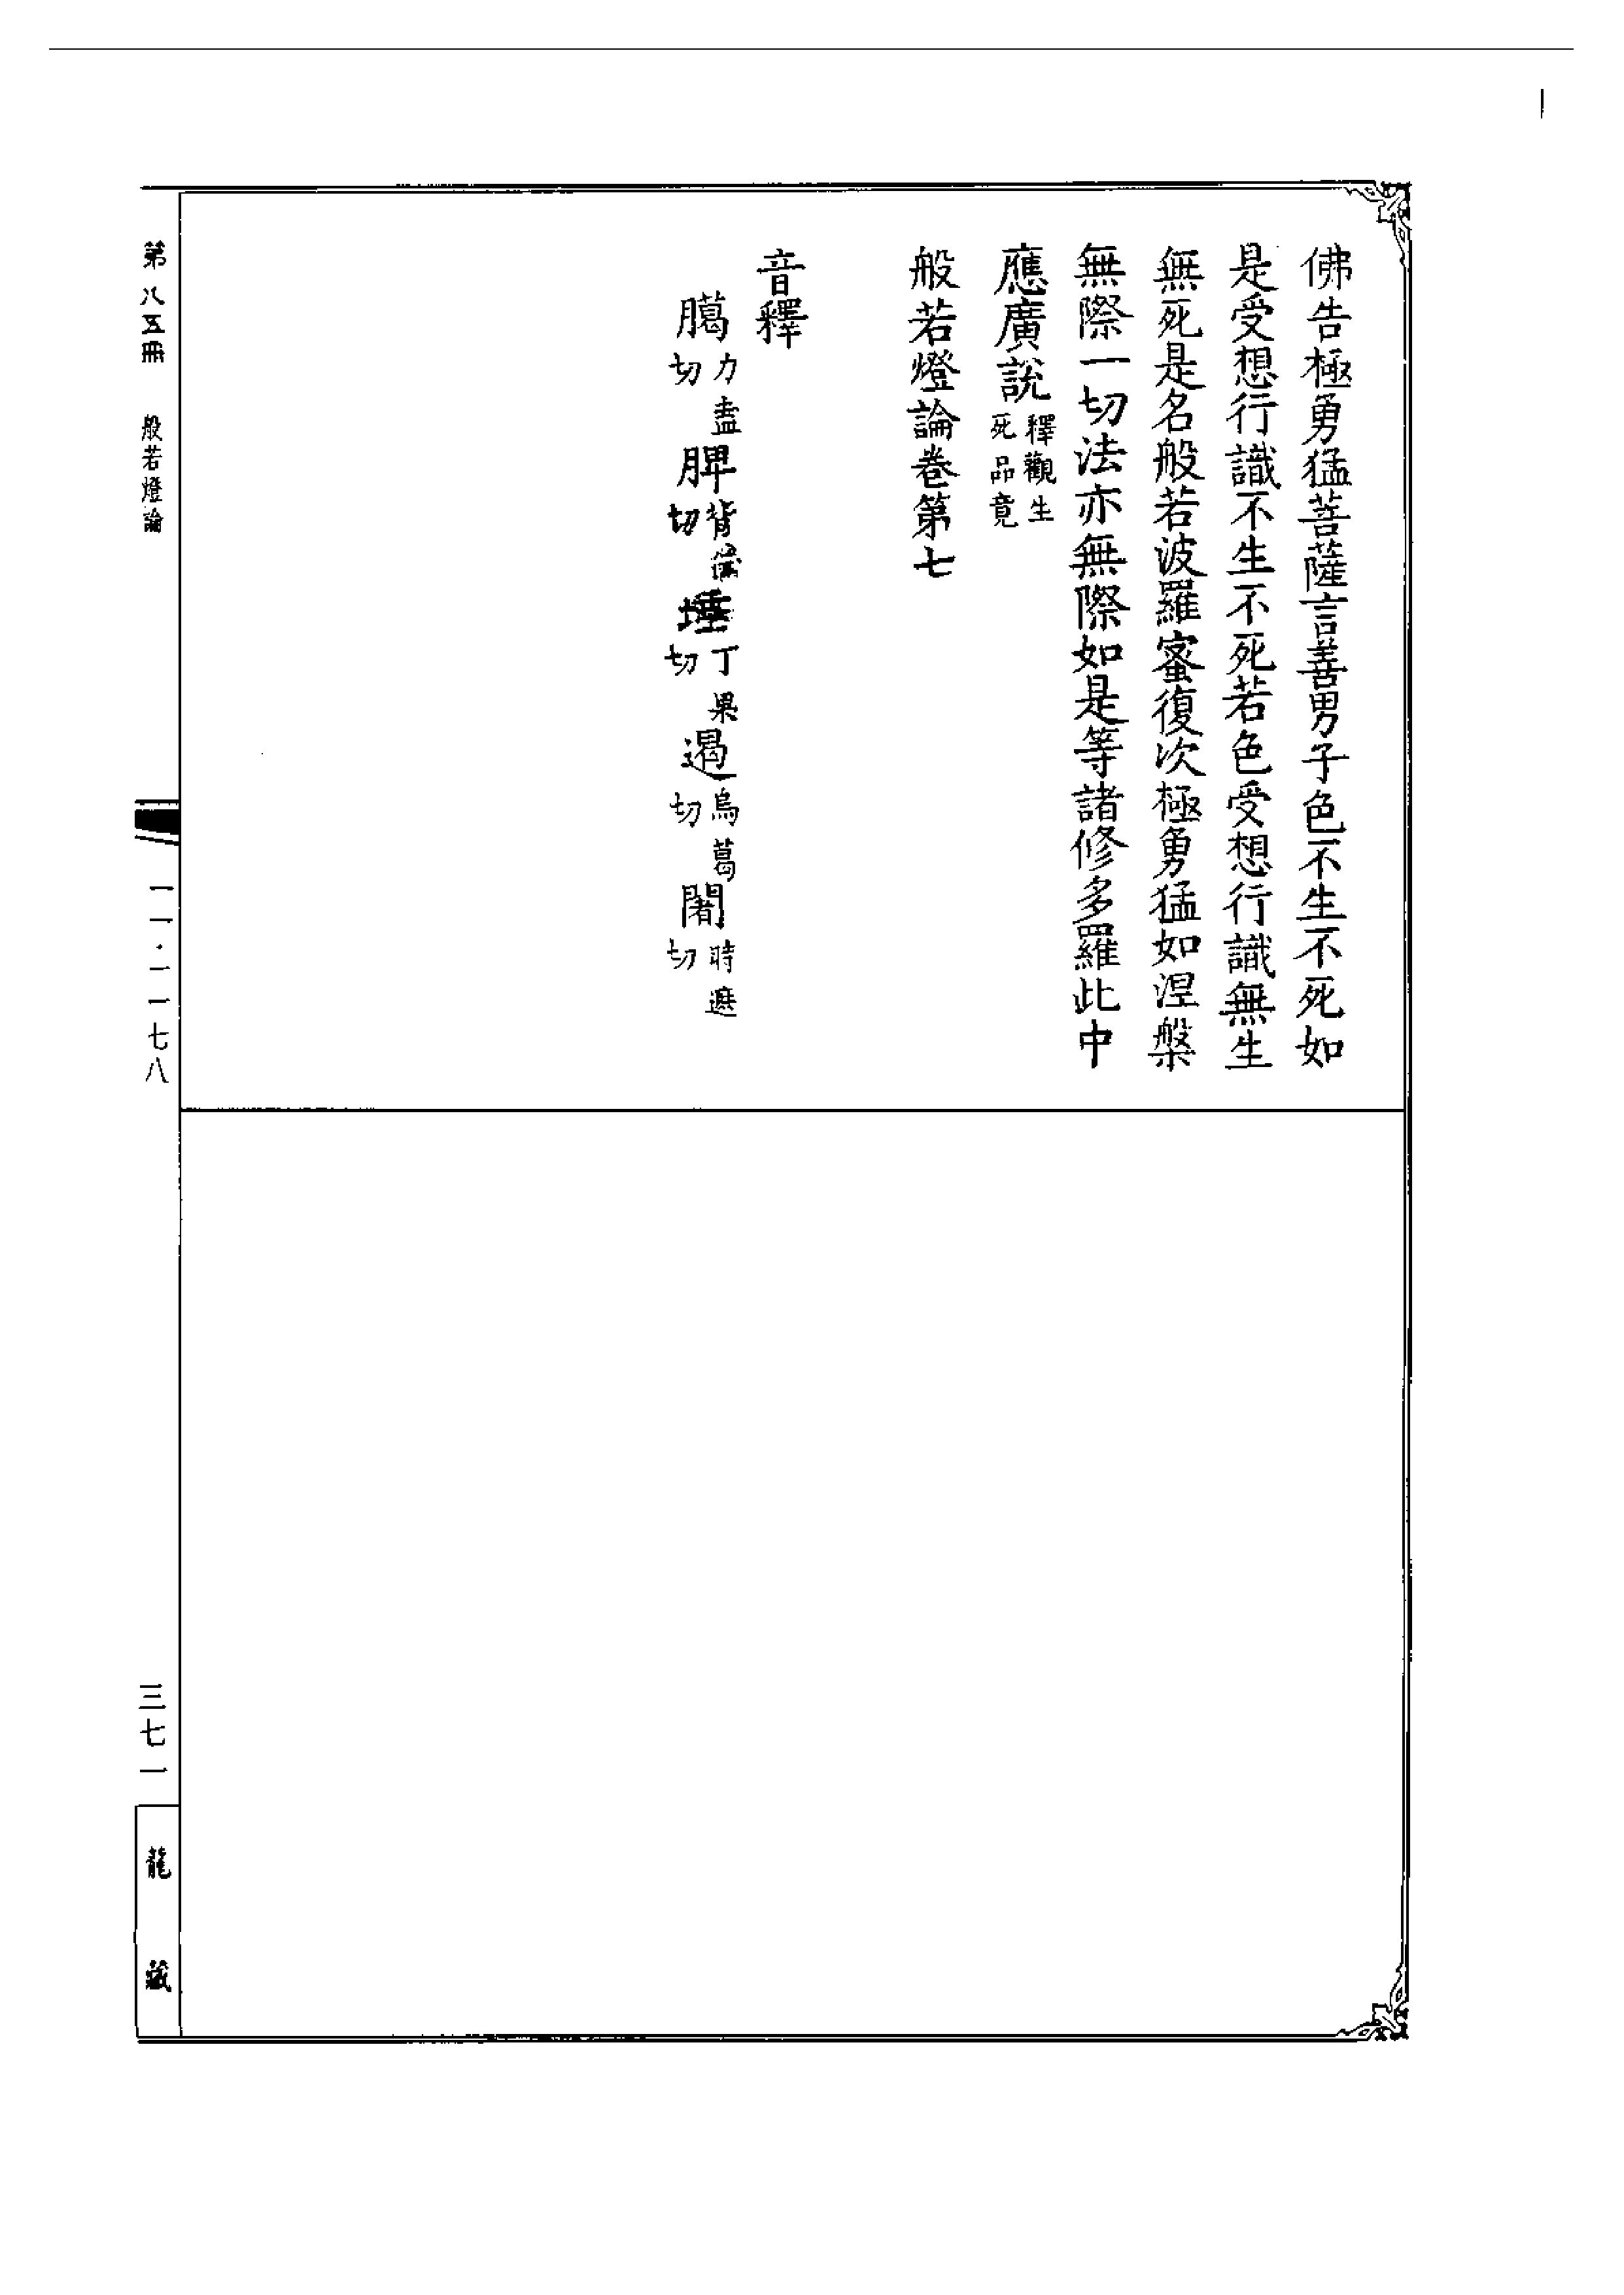 佛告極勇猛菩薩言善男子色不生不死如
是受想行識不生不死若色受想行識無生
無死是名般若波羅蜜復次極勇猛如涅槃
無際一切法亦無際如是等諸修多羅此中
應廣說釋觀生死品竟
般若燈論卷第七
音釋
臈力盍切 脾切 埵丁果切 遏烏葛切 闍時遮切
第八五冊 般若燈論
一一·一一七八
三七一
龍藏